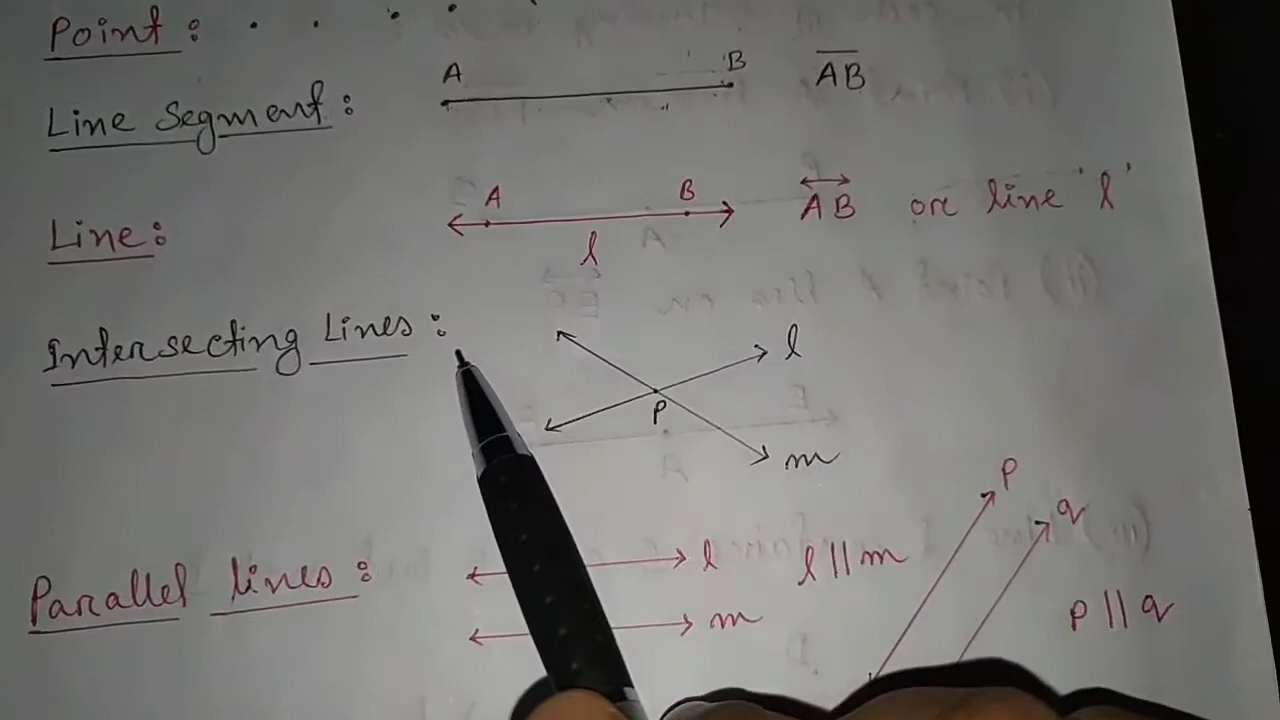 Point:
A B
Line Segment: AB
A B
Line: AB or line 'l'
l
Intersecting Lines: l
P
m
P
q
Parallel lines: l l || m
m p || q